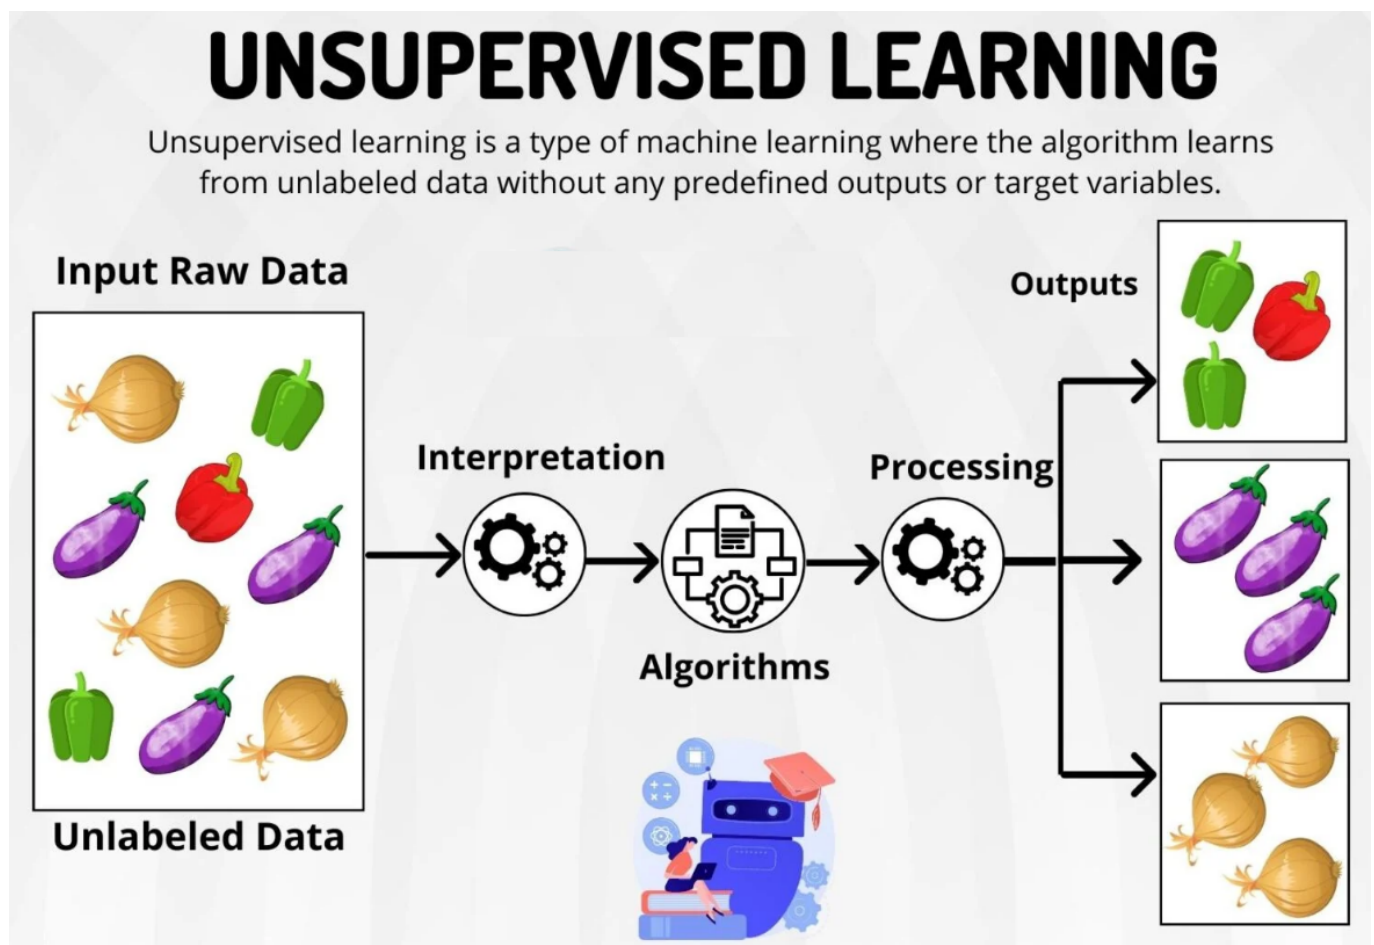 UNSUPERVISED LEARNING
Unsupervised learning is a type of machine learning where the algorithm learns
from unlabeled data without any predefined outputs or target variables.
Input Raw Data
Outputs
Interpretation
Processing
Algorithms
Unlabeled Data